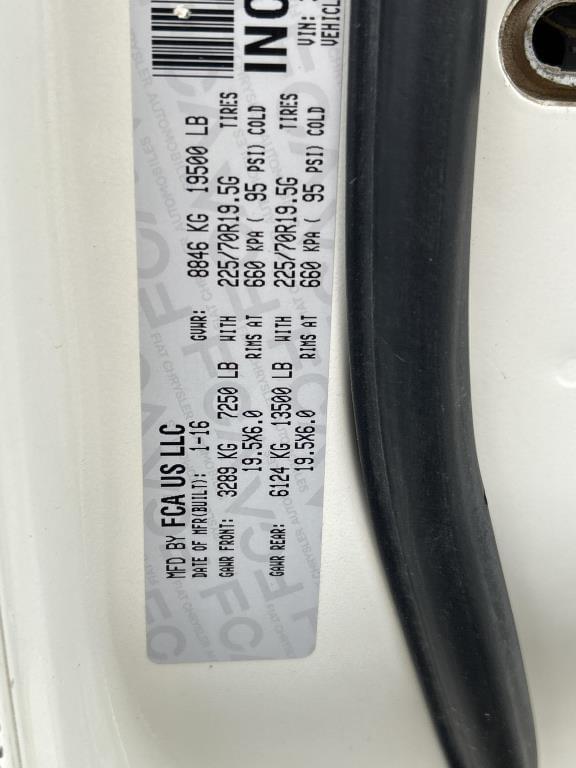 MFD BY FCA US LLC
DATE OF MFR(BUILT): 1-16 GVWR: 8846 KG 19500 LB
GAWR FRONT: 3289 KG 7250 LB WITH 225/70R19.5G TIRES
19.5X6.0 RIMS AT 660 KPA ( 95 PSI) COLD
GAWR REAR: 6124 KG 13500 LB WITH 225/70R19.5G TIRES
19.5X6.0 RIMS AT 660 KPA ( 95 PSI) COLD
INC
VIN:
VEHICL